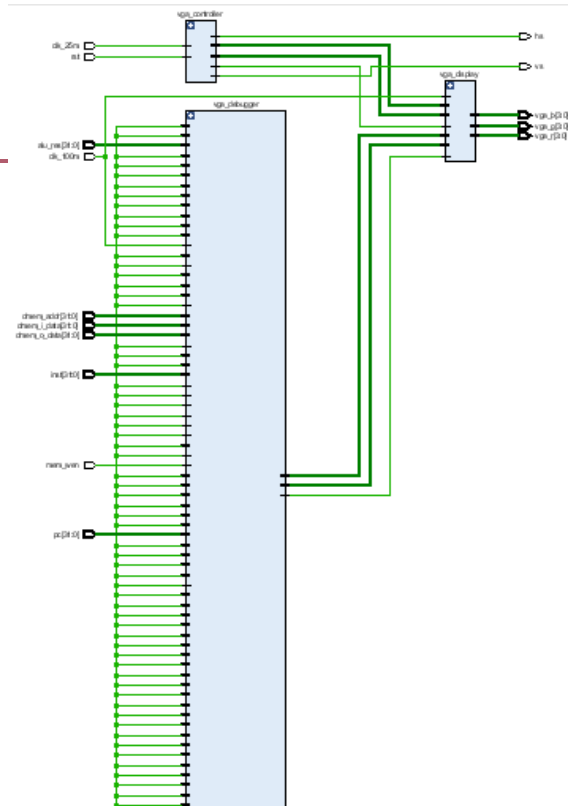 vga_controller
clk_25m
rst
hs
vs
vga_display
vga_b[3:0]
vga_g[3:0]
vga_r[3:0]
vga_debugger
alu_res[31:0]
clk_100m
dmem_addr[31:0]
dmem_i_data[31:0]
dmem_o_data[31:0]
inst[31:0]
mem_wen
pc[31:0]